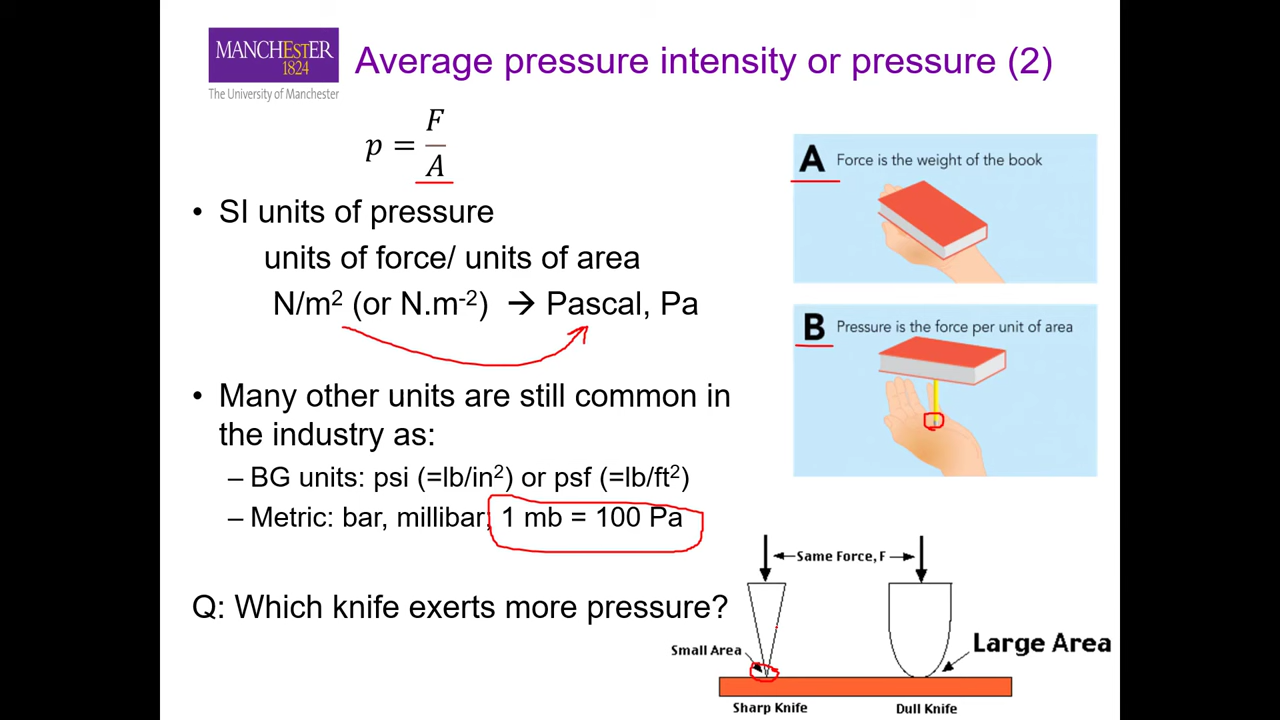 MANCHESTER
1824
The University of Manchester
Average pressure intensity or pressure (2)
p = F/A
• SI units of pressure
units of force/ units of area
N/m² (or N.m⁻²) → Pascal, Pa
• Many other units are still common in
the industry as:
– BG units: psi (=lb/in²) or psf (=lb/ft²)
– Metric: bar, millibar; 1 mb = 100 Pa
Q: Which knife exerts more pressure?
A Force is the weight of the book
B Pressure is the force per unit of area
Same Force, F
Small Area
Large Area
Sharp Knife
Dull Knife